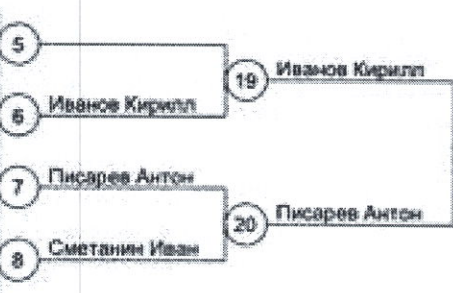 5
19 Иванов Кирилл
6 Иванов Кирилл
7 Писарев Антон
20 Писарев Антон
8 Сметанин Иван